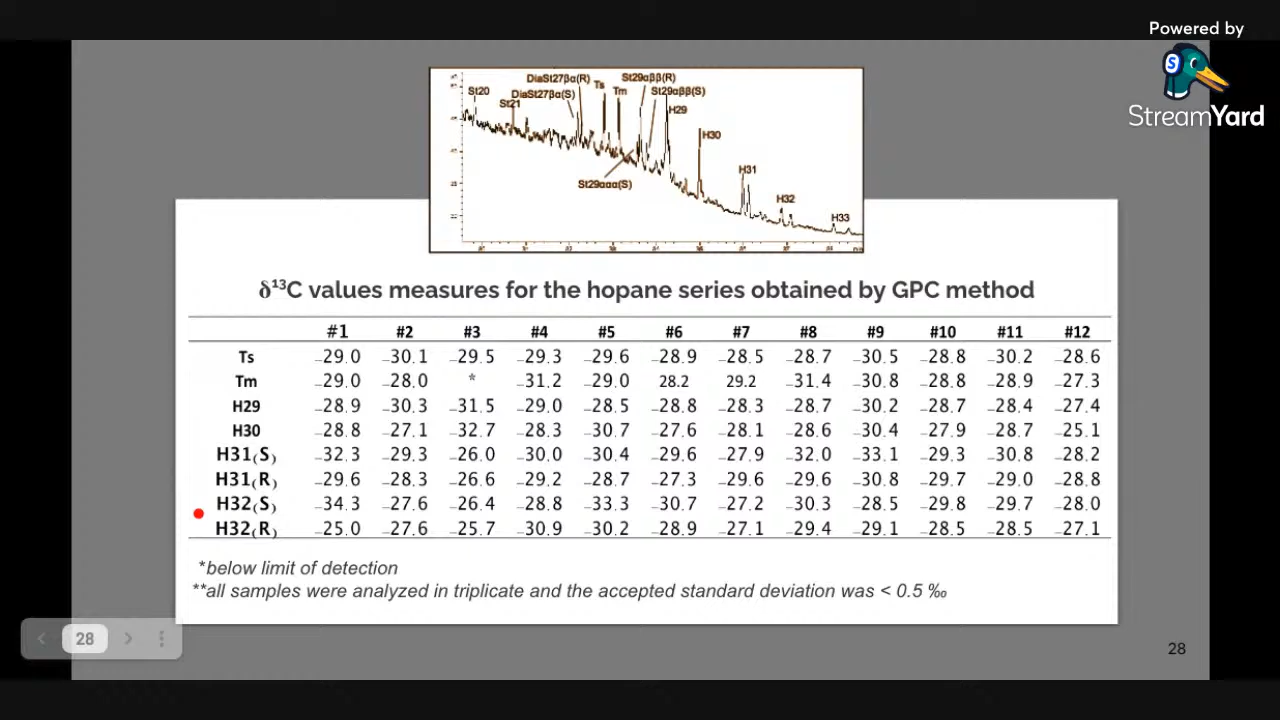 Powered by
StreamYard
DiaSt27βα(R)
St29αββ(R)
St20
DiaSt27βα(S)
Ts
Tm
St29αββ(S)
St21
H29
H30
H31
St29ααα(S)
H32
H33
δ¹³C values measures for the hopane series obtained by GPC method
#1 #2 #3 #4 #5 #6 #7 #8 #9 #10 #11 #12
Ts –29.0 –30.1 –29.5 –29.3 –29.6 –28.9 –28.5 –28.7 –30.5 –28.8 –30.2 –28.6
Tm –29.0 –28.0 * –31.2 –29.0 28.2 29.2 –31.4 –30.8 –28.8 –28.9 –27.3
H29 –28.9 –30.3 –31.5 –29.0 –28.5 –28.8 –28.3 –28.7 –30.2 –28.7 –28.4 –27.4
H30 –28.8 –27.1 –32.7 –28.3 –30.7 –27.6 –28.1 –28.6 –30.4 –27.9 –28.7 –25.1
H31(S) –32.3 –29.3 –26.0 –30.0 –30.4 –29.6 –27.9 –32.0 –33.1 –29.3 –30.8 –28.2
H31(R) –29.6 –28.3 –26.6 –29.2 –28.7 –27.3 –29.6 –29.6 –30.8 –29.7 –29.0 –28.8
H32(S) –34.3 –27.6 –26.4 –28.8 –33.3 –30.7 –27.2 –30.3 –28.5 –29.8 –29.7 –28.0
H32(R) –25.0 –27.6 –25.7 –30.9 –30.2 –28.9 –27.1 –29.4 –29.1 –28.5 –28.5 –27.1
*below limit of detection
**all samples were analyzed in triplicate and the accepted standard deviation was < 0.5 ‰
28
28